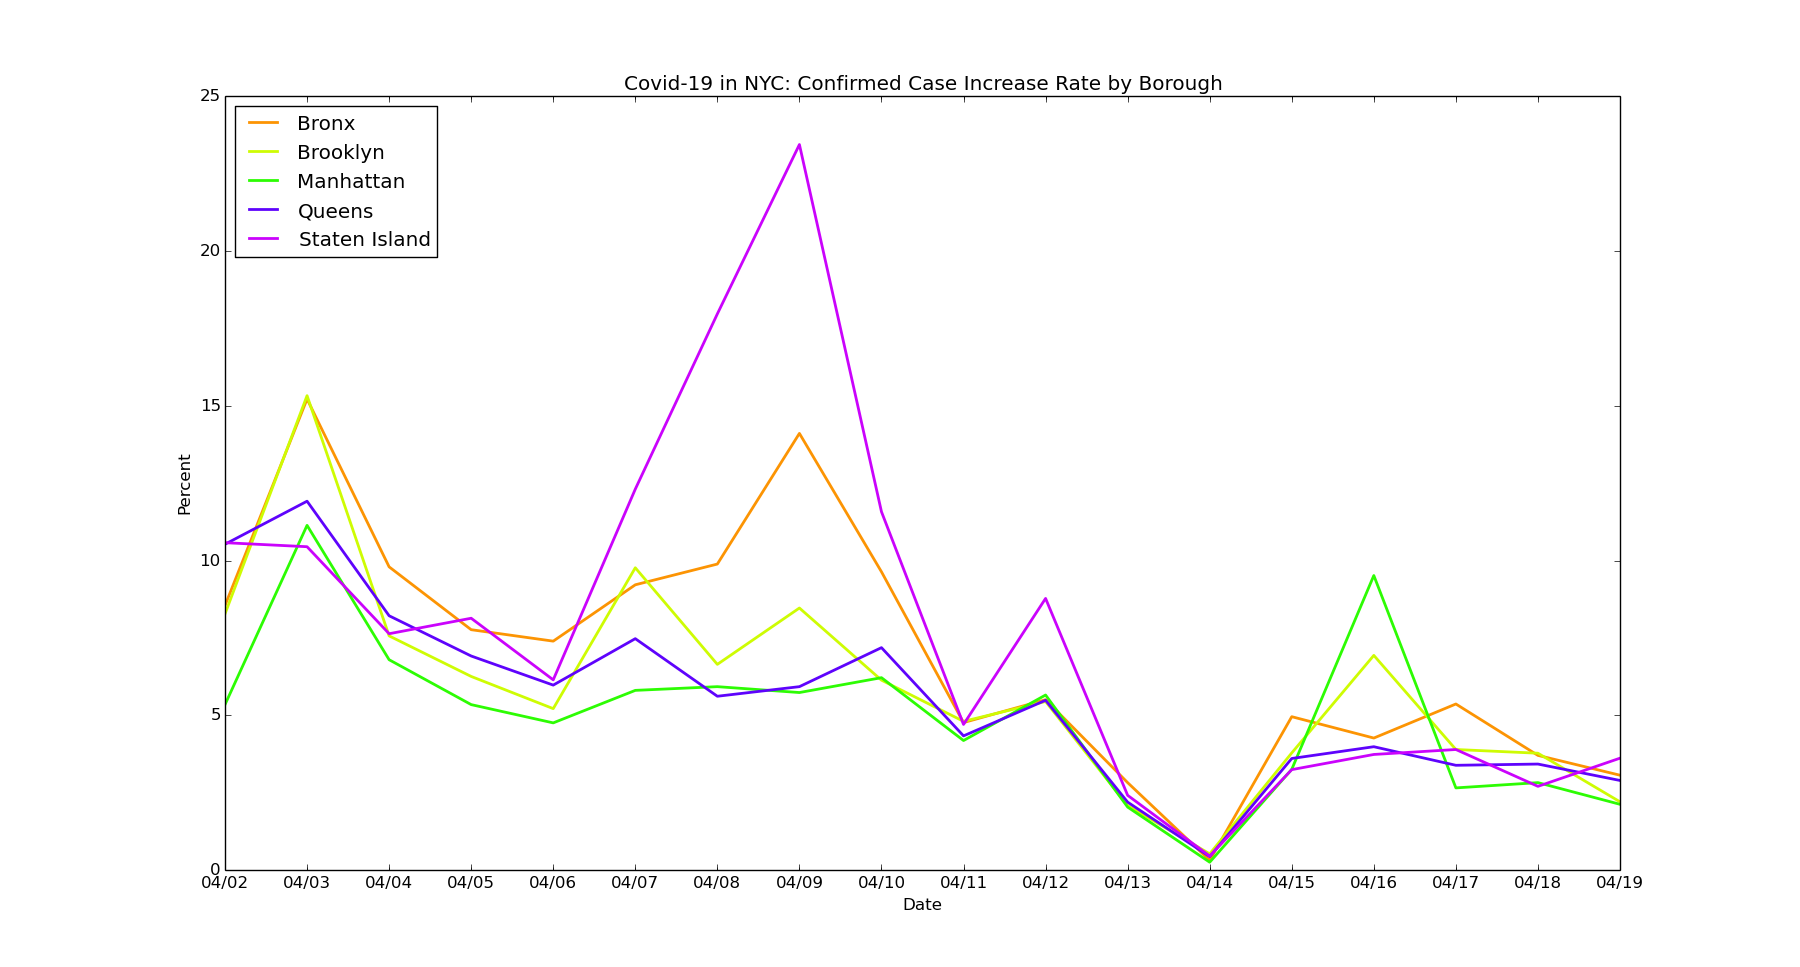 Covid-19 in NYC: Confirmed Case Increase Rate by Borough
25
20
15
10
5
0
Percent
Bronx
Brooklyn
Manhattan
Queens
Staten Island
04/02 04/03 04/04 04/05 04/06 04/07 04/08 04/09 04/10 04/11 04/12 04/13 04/14 04/15 04/16 04/17 04/18 04/19
Date